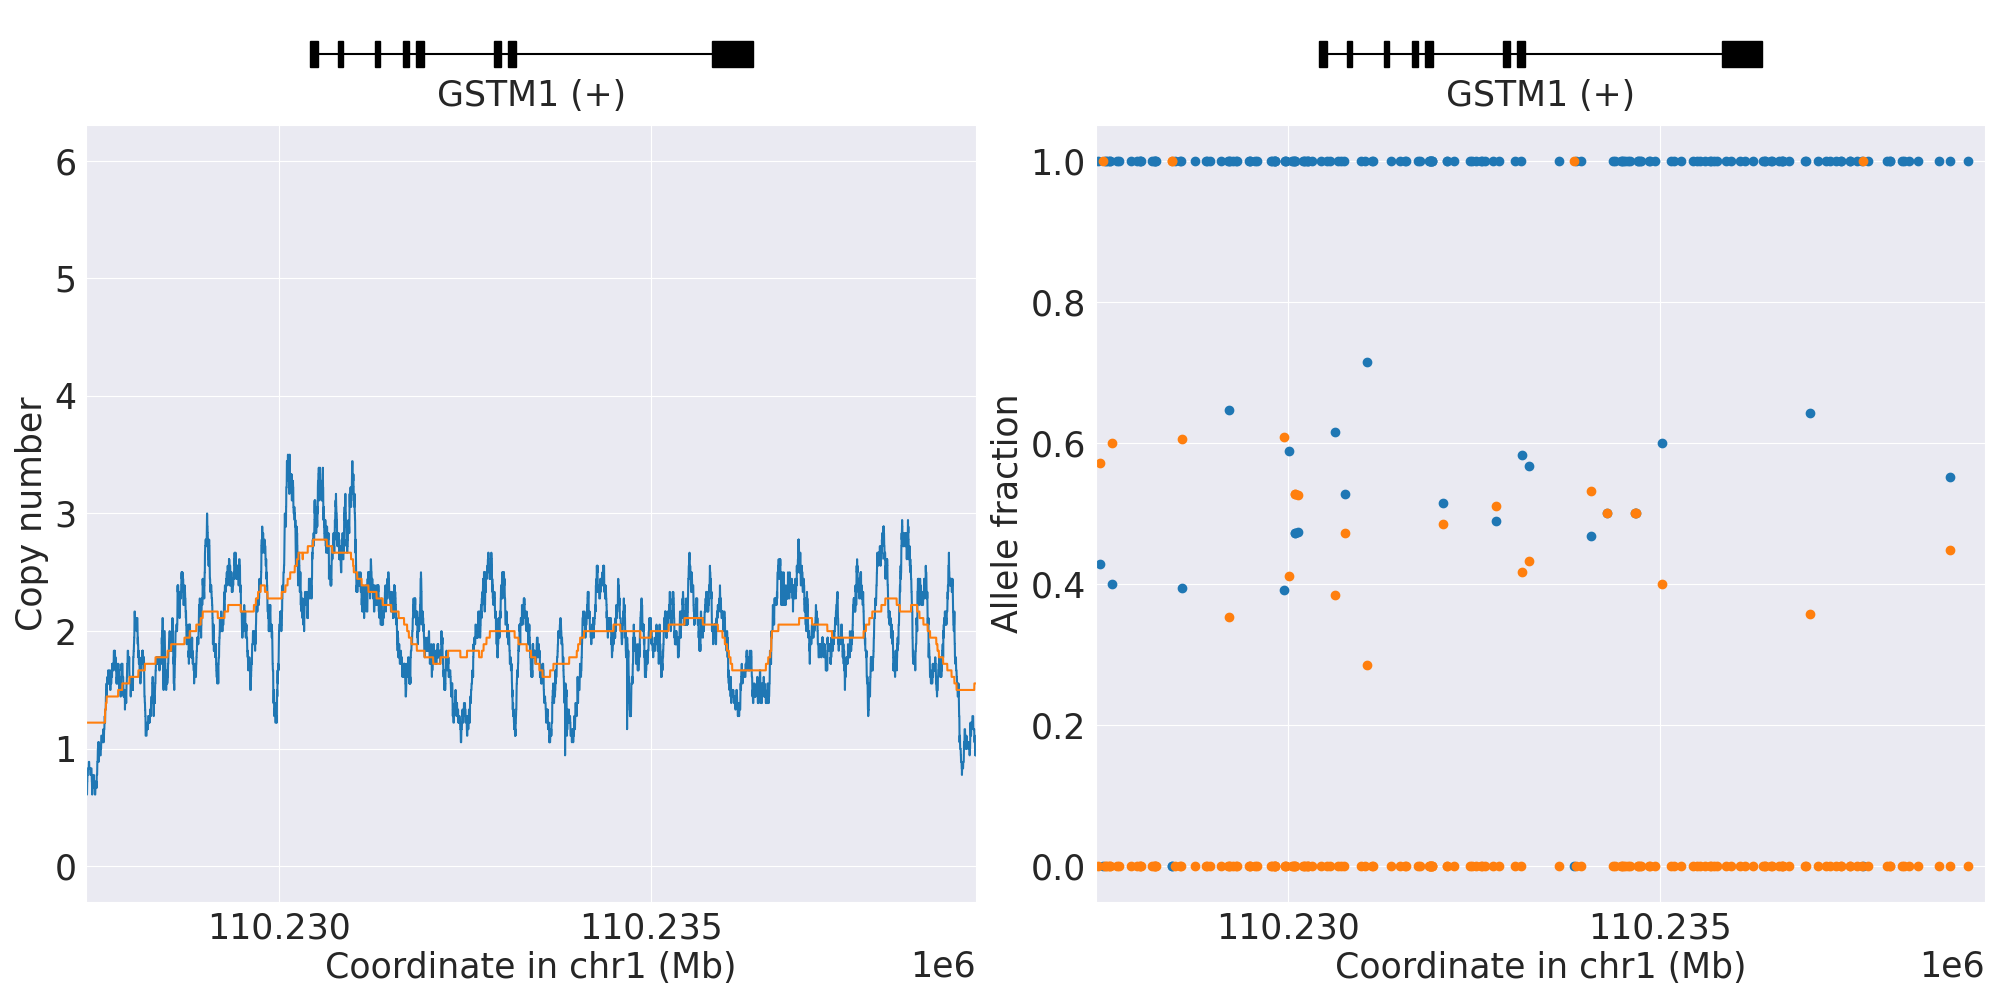 GSTM1 (+)
6
5
4
3
2
1
0
Copy number
110.230
110.235
Coordinate in chr1 (Mb)
1e6
GSTM1 (+)
1.0
0.8
0.6
0.4
0.2
0.0
Allele fraction
110.230
110.235
Coordinate in chr1 (Mb)
1e6